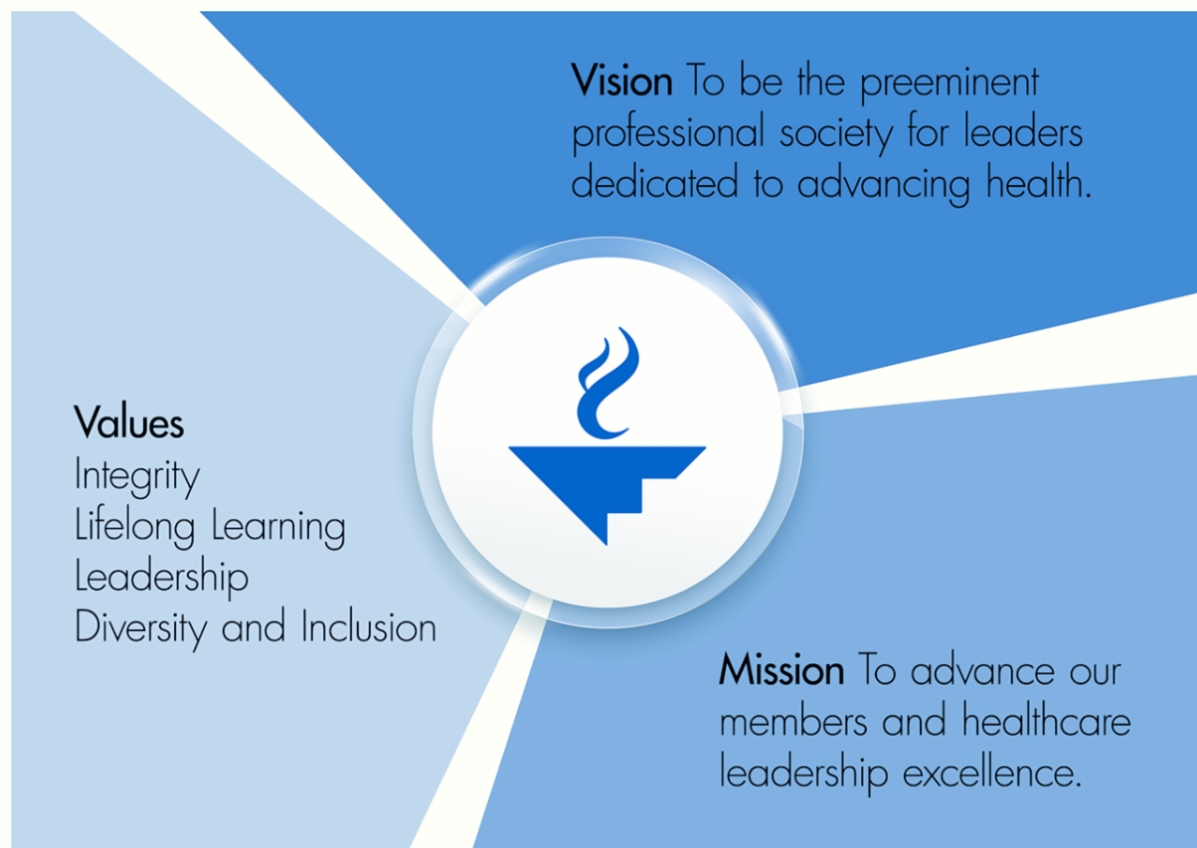 Vision To be the preeminent
professional society for leaders
dedicated to advancing health.
Values
Integrity
Lifelong Learning
Leadership
Diversity and Inclusion
Mission To advance our
members and healthcare
leadership excellence.